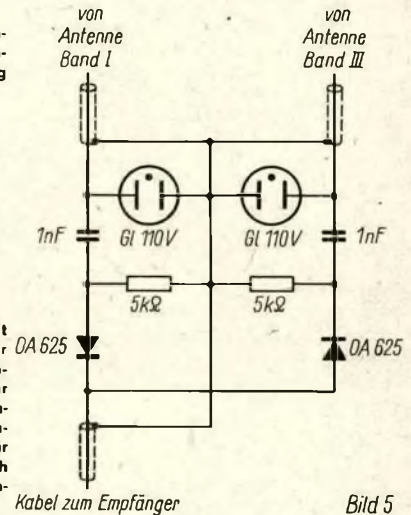 von
Antenne
Band I
von
Antenne
Band III
Gl 110V
Gl 110V
1nF
1nF
5kΩ
5kΩ
OA 625
OA 625
Kabel zum Empfänger
Bild 5